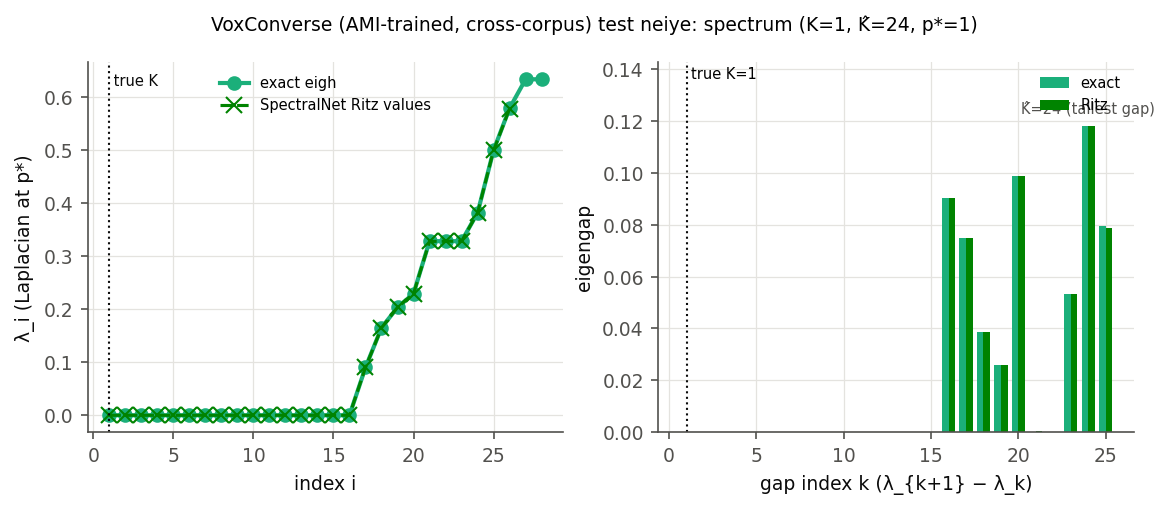 VoxConverse (AMI-trained, cross-corpus) test neiye: spectrum (K=1, K̂=24, p*=1)
true K
exact eigh
SpectralNet Ritz values
λ_i (Laplacian at p*)
0.6
0.5
0.4
0.3
0.2
0.1
0.0
0 5 10 15 20 25
index i
true K=1
exact
Ritz
K̂=24 (tallest gap)
eigengap
0.14
0.12
0.10
0.08
0.06
0.04
0.02
0.00
0 5 10 15 20 25
gap index k (λ_{k+1} − λ_k)